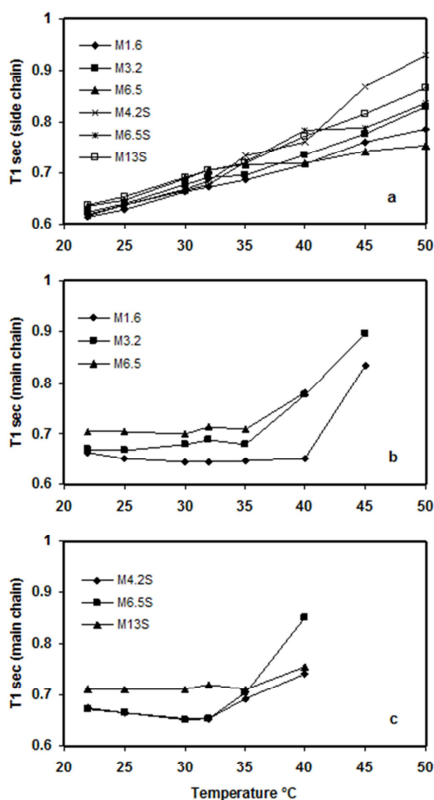 T1 sec (side chain)
1
0.9
0.8
0.7
0.6
M1.6
M3.2
M6.5
M4.2S
M6.5S
M13S
a
20 25 30 35 40 45 50
T1 sec (main chain)
1
0.9
0.8
0.7
0.6
M1.6
M3.2
M6.5
b
20 25 30 35 40 45 50
T1 sec (main chain)
1
0.9
0.8
0.7
0.6
M4.2S
M6.5S
M13S
c
20 25 30 35 40 45 50
Temperature °C